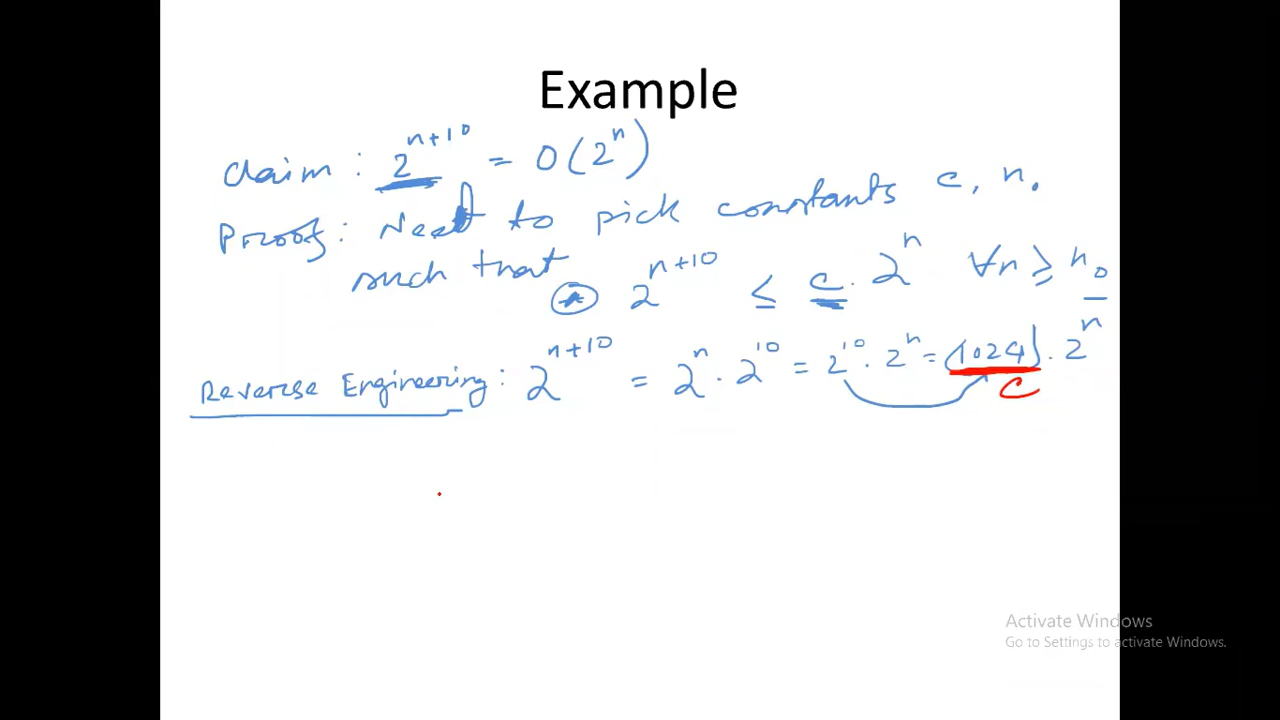 Example
Claim: 2^{n+10} = O(2^n)
Proof: Need to pick constants c, n₀
such that
⊛ 2^{n+10} ≤ c · 2^n ∀n ≥ n₀
Reverse Engineering: 2^{n+10} = 2^n · 2^{10} = 2^{10} · 2^n = (1024) · 2^n
C
Activate Windows
Go to Settings to activate Windows.